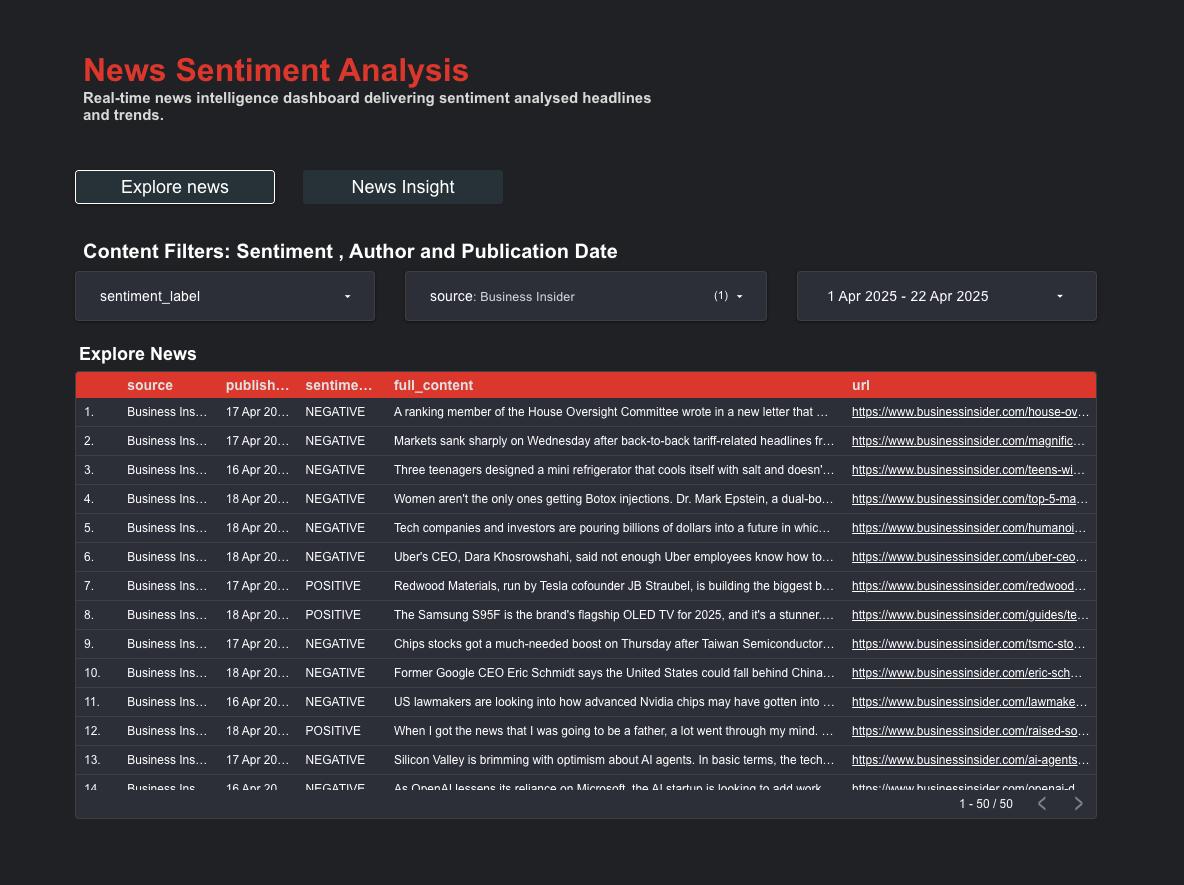 News Sentiment Analysis
Real-time news intelligence dashboard delivering sentiment analysed headlines
and trends.
Explore news News Insight
Content Filters: Sentiment , Author and Publication Date
sentiment_label source: Business Insider (1) 1 Apr 2025 - 22 Apr 2025
Explore News
source publish… sentime… full_content url
1. Business Ins… 17 Apr 20… NEGATIVE A ranking member of the House Oversight Committee wrote in a new letter that … https://www.businessinsider.com/house-ov…
2. Business Ins… 17 Apr 20… NEGATIVE Markets sank sharply on Wednesday after back-to-back tariff-related headlines fr… https://www.businessinsider.com/magnific…
3. Business Ins… 16 Apr 20… NEGATIVE Three teenagers designed a mini refrigerator that cools itself with salt and doesn'… https://www.businessinsider.com/teens-wi…
4. Business Ins… 18 Apr 20… NEGATIVE Women aren't the only ones getting Botox injections. Dr. Mark Epstein, a dual-bo… https://www.businessinsider.com/top-5-ma…
5. Business Ins… 18 Apr 20… NEGATIVE Tech companies and investors are pouring billions of dollars into a future in whic… https://www.businessinsider.com/humanoi…
6. Business Ins… 18 Apr 20… NEGATIVE Uber's CEO, Dara Khosrowshahi, said not enough Uber employees know how to… https://www.businessinsider.com/uber-ceo…
7. Business Ins… 17 Apr 20… POSITIVE Redwood Materials, run by Tesla cofounder JB Straubel, is building the biggest b… https://www.businessinsider.com/redwood…
8. Business Ins… 18 Apr 20… POSITIVE The Samsung S95F is the brand's flagship OLED TV for 2025, and it's a stunner.… https://www.businessinsider.com/guides/te…
9. Business Ins… 17 Apr 20… NEGATIVE Chips stocks got a much-needed boost on Thursday after Taiwan Semiconductor… https://www.businessinsider.com/tsmc-sto…
10. Business Ins… 18 Apr 20… NEGATIVE Former Google CEO Eric Schmidt says the United States could fall behind China… https://www.businessinsider.com/eric-sch…
11. Business Ins… 16 Apr 20… NEGATIVE US lawmakers are looking into how advanced Nvidia chips may have gotten into … https://www.businessinsider.com/lawmake…
12. Business Ins… 18 Apr 20… POSITIVE When I got the news that I was going to be a father, a lot went through my mind. … https://www.businessinsider.com/raised-so…
13. Business Ins… 17 Apr 20… NEGATIVE Silicon Valley is brimming with optimism about AI agents. In basic terms, the tech… https://www.businessinsider.com/ai-agents…
14. Business Ins… 16 Apr 20… NEGATIVE As OpenAI lessens its reliance on Microsoft, the AI startup is looking to add work… https://www.businessinsider.com/openai-d…
1 - 50 / 50